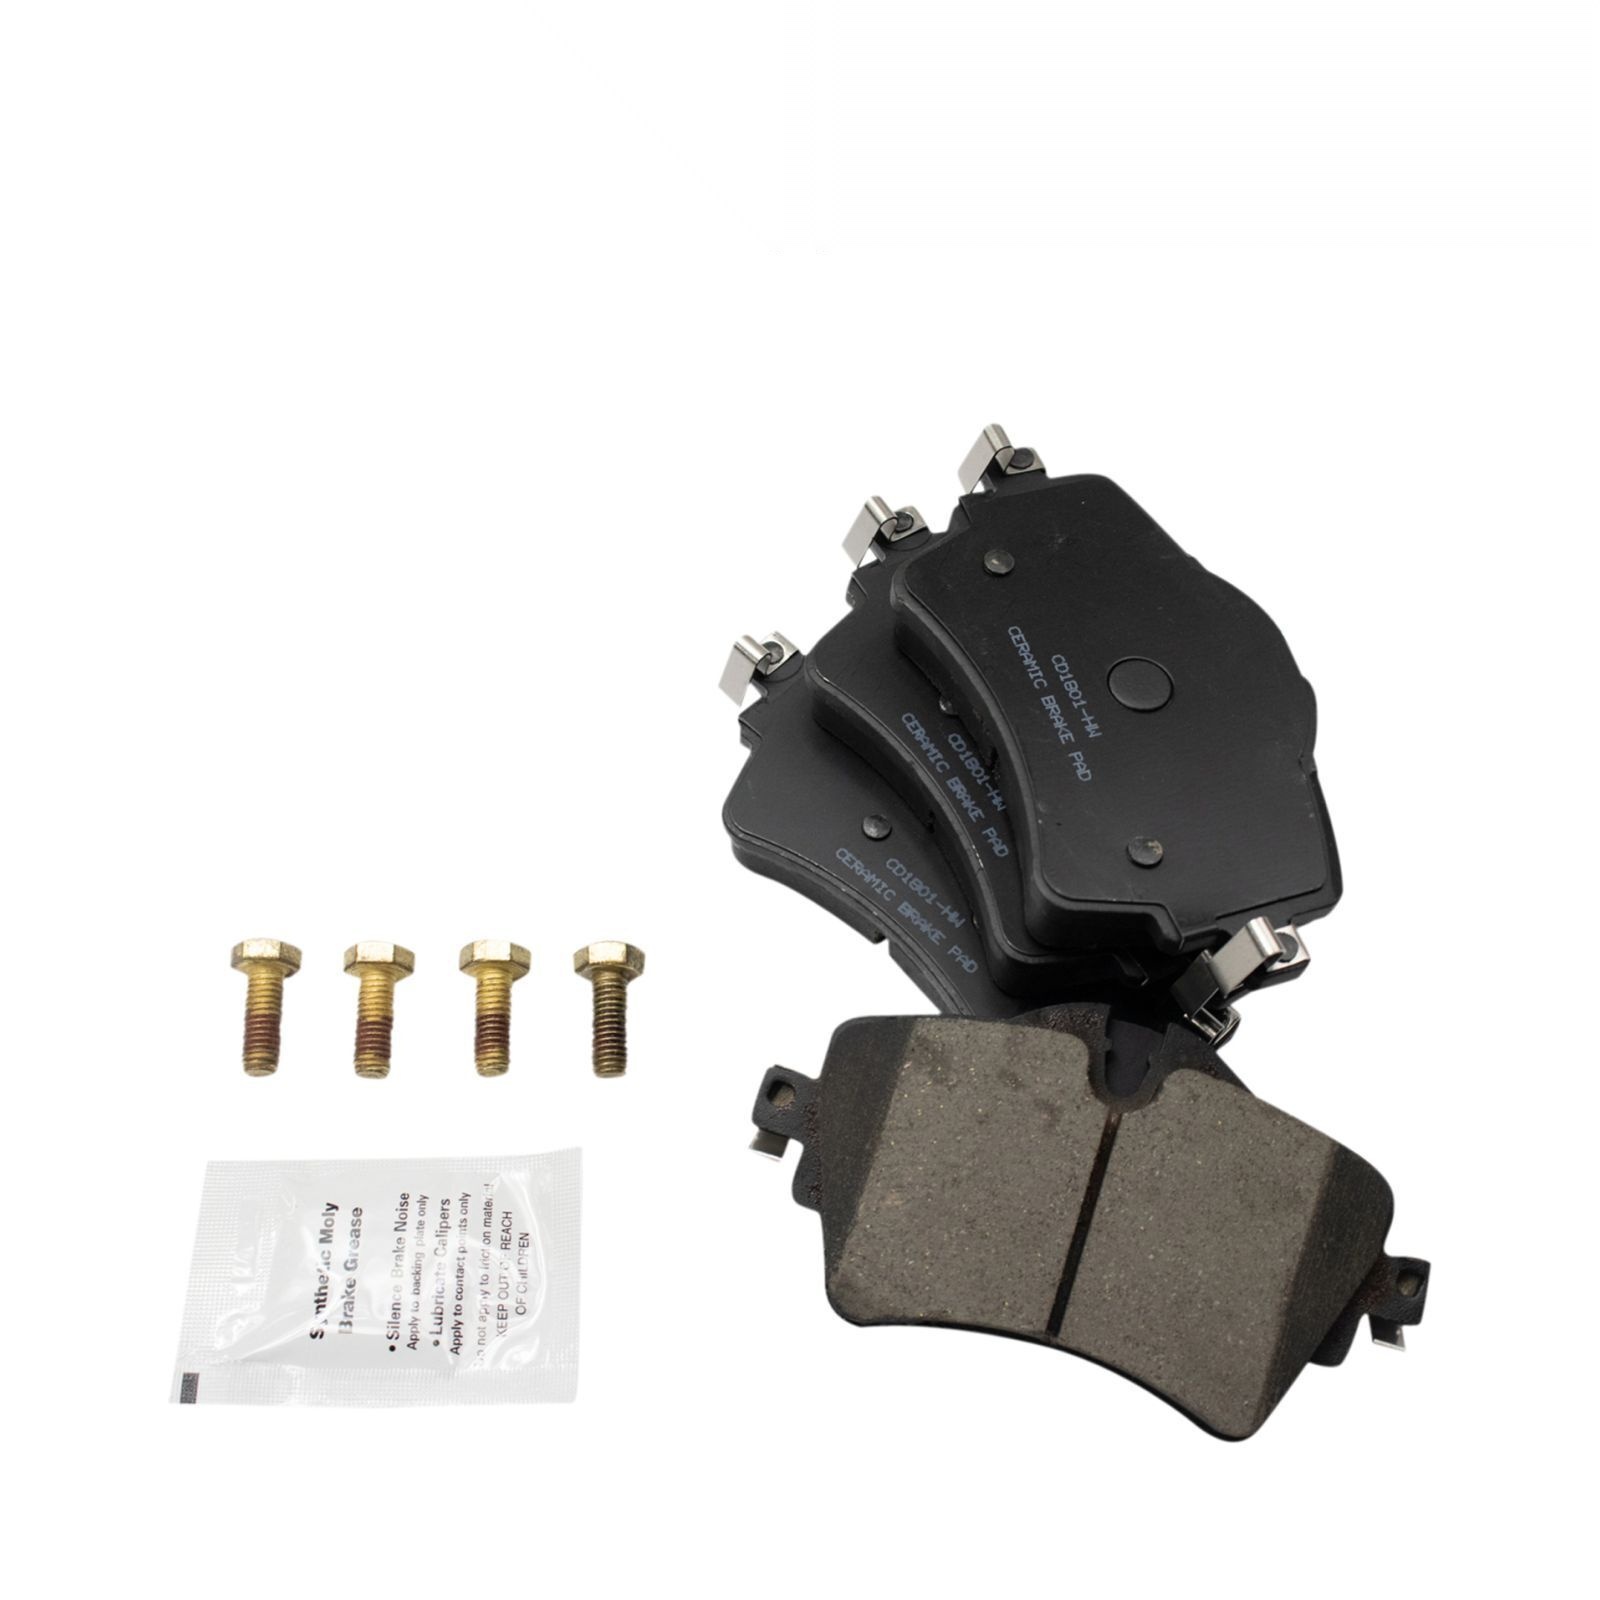 CD1801-HW
CERAMIC BRAKE PAD
CD1801-HW
CERAMIC BRAKE PAD
CD1801-HW
CERAMIC BRAKE PAD
Synthetic Moly
Brake Grease
• Silence Brake Noise
Apply to backing plate only
• Lubricate Calipers
Apply to contact points only
Do not apply to friction material
KEEP OUT OF REACH
OF CHILDREN